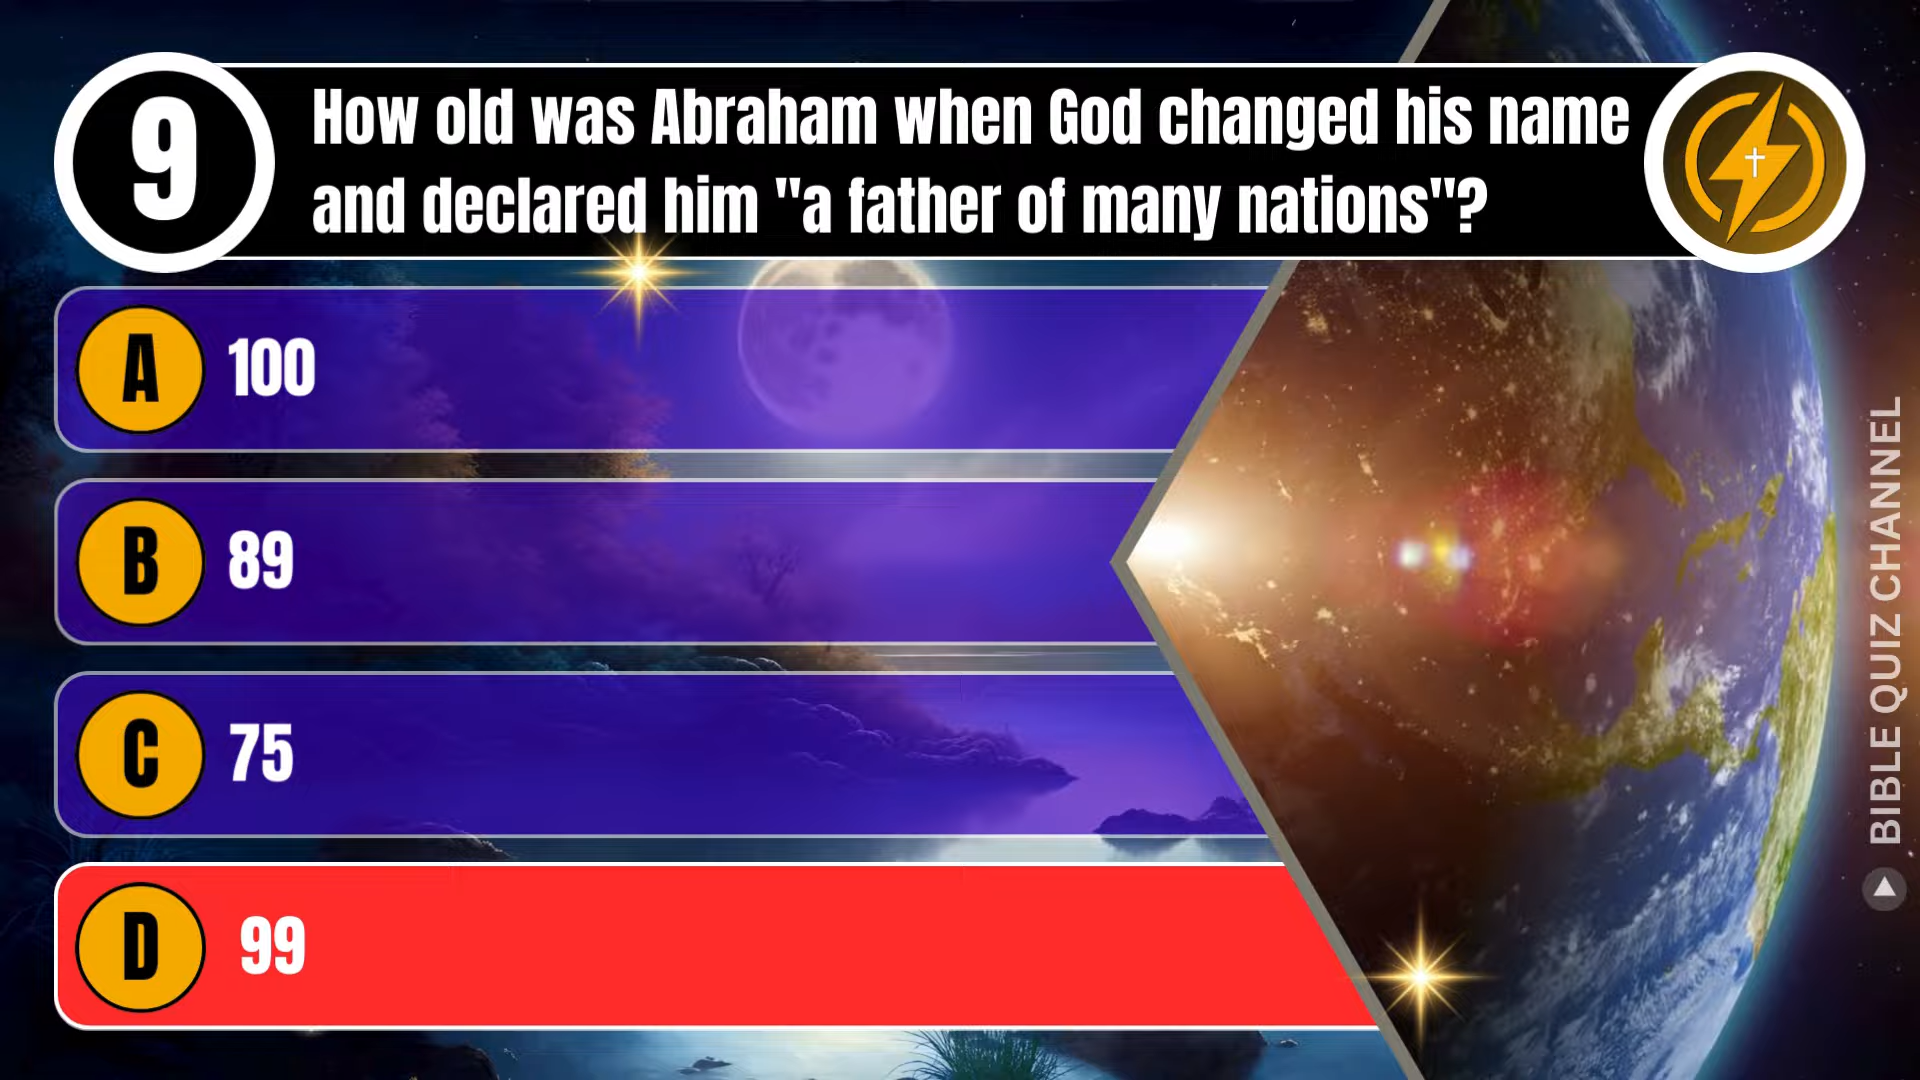 9
How old was Abraham when God changed his name
and declared him "a father of many nations"?
A 100
B 89
C 75
D 99
BIBLE QUIZ CHANNEL